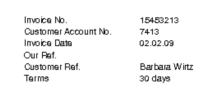 Invoice No. 15453213
Customer Account No. 7413
Invoice Date 02.02.09
Our Ref.
Customer Ref. Barbara Wirtz
Terms 30 days